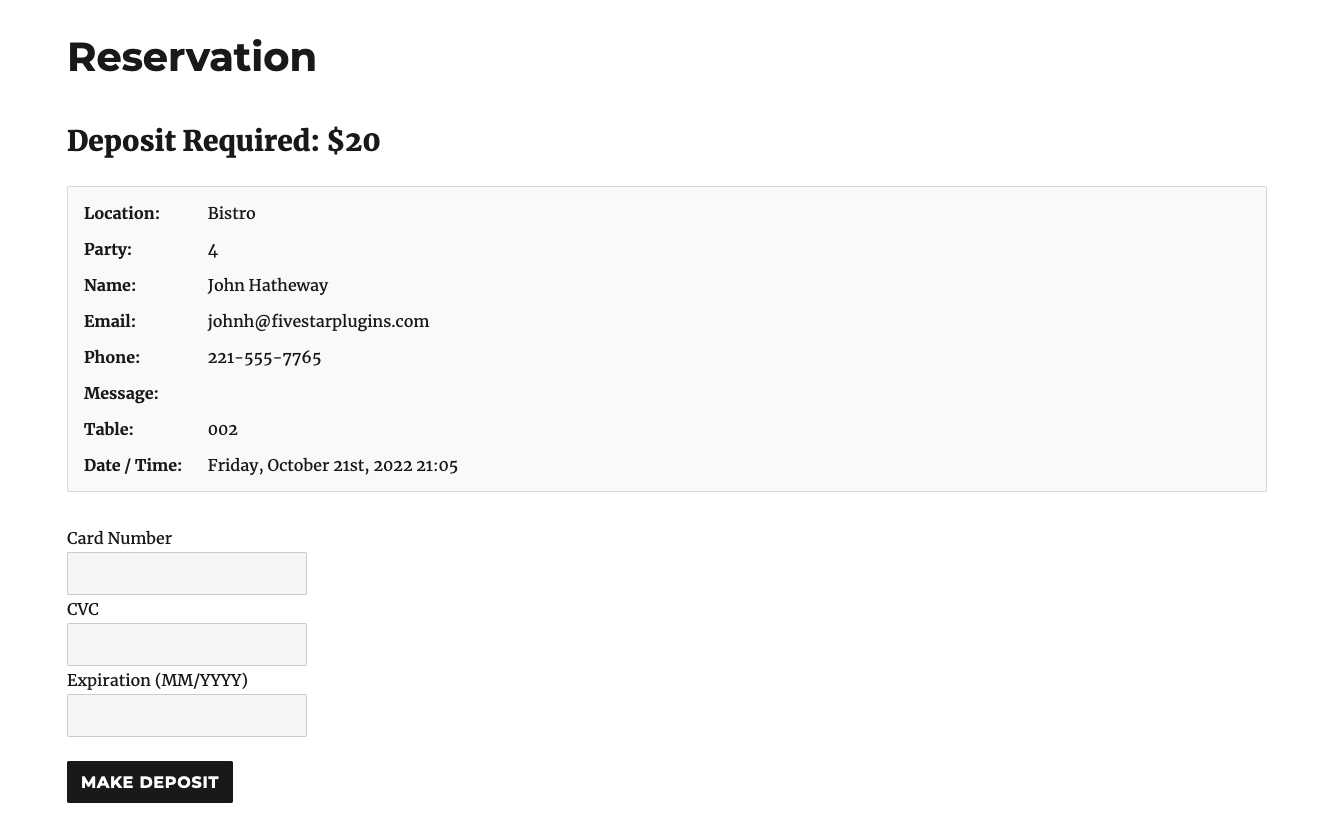 Reservation
Deposit Required: $20
Location: Bistro
Party: 4
Name: John Hatheway
Email: johnh@fivestarplugins.com
Phone: 221-555-7765
Message:
Table: 002
Date / Time: Friday, October 21st, 2022 21:05
Card Number
CVC
Expiration (MM/YYYY)
MAKE DEPOSIT